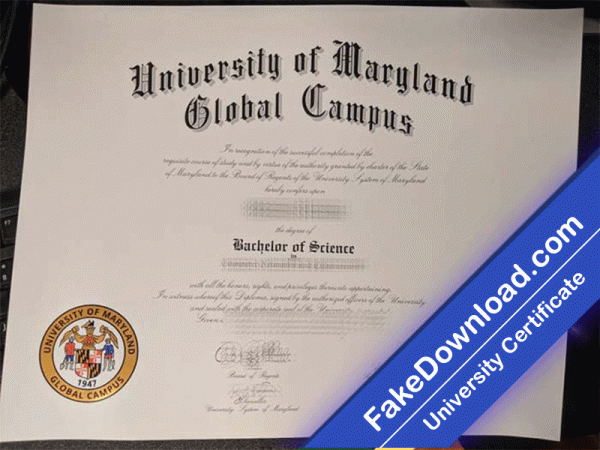 University of Maryland
Global Campus
In recognition of the successful completion of the
requisite course of study and by virtue of the authority granted by charter of the State
of Maryland to the Board of Regents of the University System of Maryland
hereby confers upon
the degree of
Bachelor of Science
in
with all the honors, rights, and privileges thereunto appertaining.
In witness whereof this Diploma, signed by the authorized officers of the University
and sealed with the corporate seal of the University
Board of Regents
Chancellor
University System of Maryland
UNIVERSITY OF MARYLAND
GLOBAL CAMPUS
1947
FakeDownload.com
University Certificate